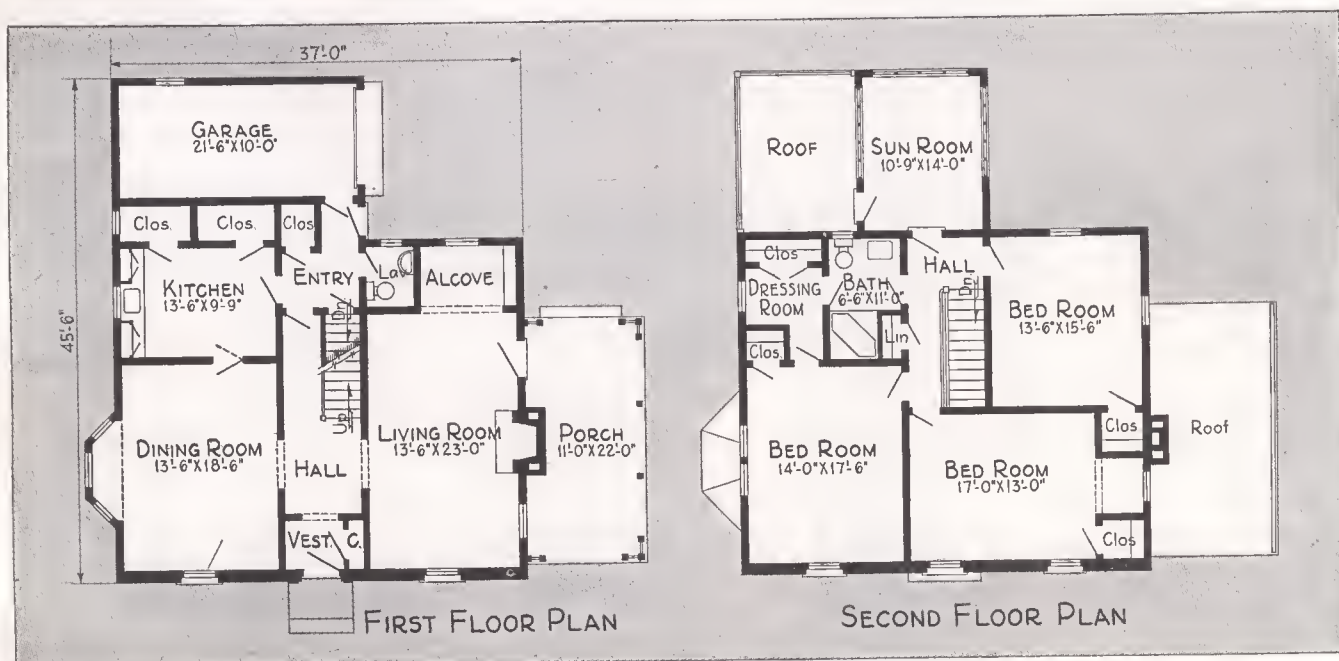 37'-0"
45'-6"
GARAGE
21'-6"X10'-0"
Clos.
Clos.
Clos
KITCHEN
13'-6"X9'-9"
ENTRY
Lav
ALCOVE
Dn
Up
DINING ROOM
13'-6"X18'-6"
HALL
LIVING ROOM
13'-6"X23'-0"
PORCH
11'-0"X22'-0"
VEST.
C.
FIRST FLOOR PLAN
ROOF
SUN ROOM
10'-9"X14'-0"
Clos
DRESSING
ROOM
BATH
6'-6"X11'-0"
HALL
Dn
Lin
Clos.
BED ROOM
13'-6"X15'-6"
BED ROOM
14'-0"X17'-6"
BED ROOM
17'-0"X13'-0"
Clos
Clos
Roof
SECOND FLOOR PLAN